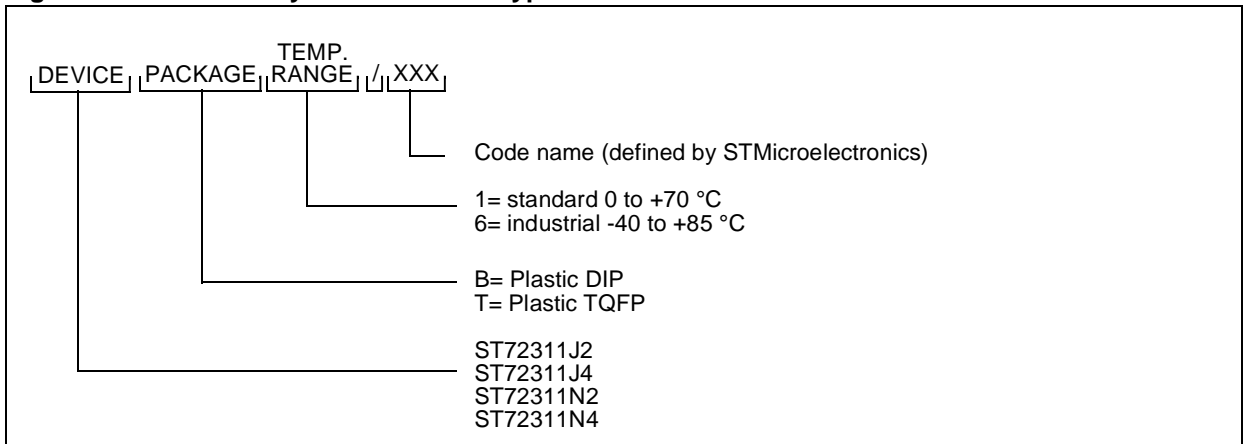 TEMP.
DEVICE PACKAGE RANGE / XXX
Code name (defined by STMicroelectronics)
1= standard 0 to +70 °C
6= industrial -40 to +85 °C
B= Plastic DIP
T= Plastic TQFP
ST72311J2
ST72311J4
ST72311N2
ST72311N4